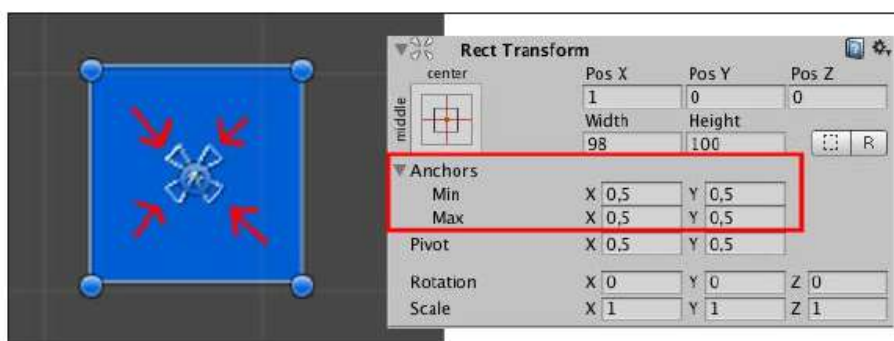 Rect Transform
center
Pos X Pos Y Pos Z
middle
1 0 0
Width Height
98 100
R
Anchors
Min X 0,5 Y 0,5
Max X 0,5 Y 0,5
Pivot X 0,5 Y 0,5
Rotation X 0 Y 0 Z 0
Scale X 1 Y 1 Z 1